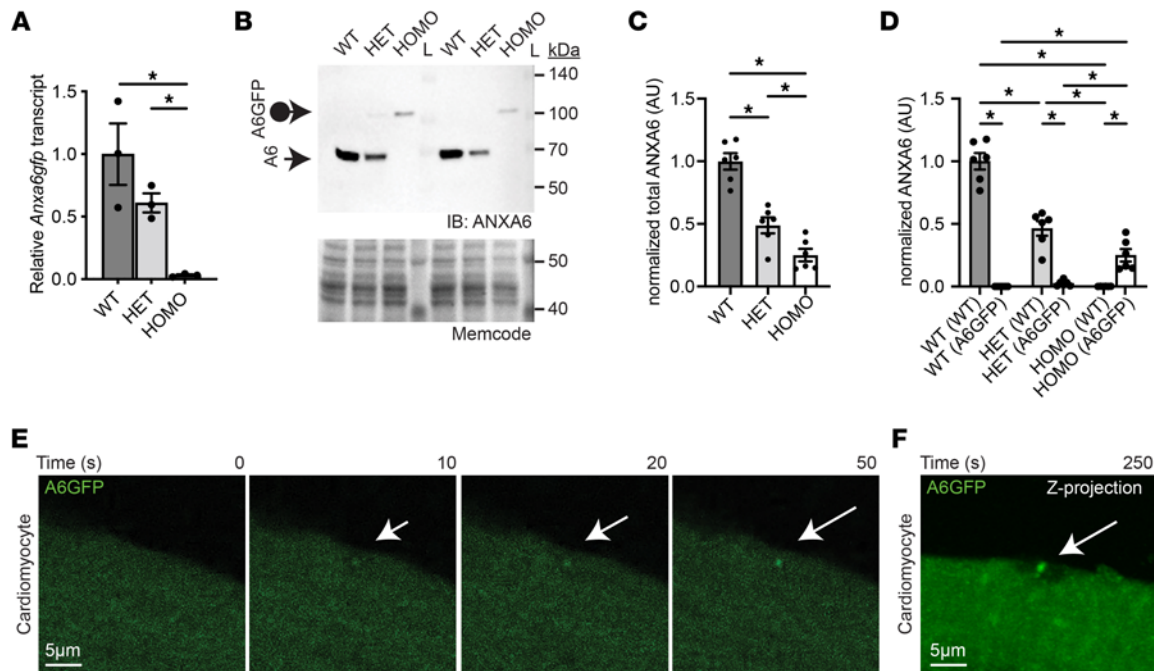 A
Relative Anxa6gfp transcript
* 
*
1.5
1.0
0.5
0.0
WT
HET
HOMO
B
WT
HET
HOMO
L
WT
HET
HOMO
L
kDa
A6GFP
A6
140
100
70
50
IB: ANXA6
50
40
Memcode
C
normalized total ANXA6 (AU)
*
*
*
1.5
1.0
0.5
0.0
WT
HET
HOMO
D
normalized ANXA6 (AU)
*
*
*
*
*
*
*
*
1.5
1.0
0.5
0.0
WT (WT)
WT (A6GFP)
HET (WT)
HET (A6GFP)
HOMO (WT)
HOMO (A6GFP)
E
Time (s)
0
10
20
50
A6GFP
Cardiomyocyte
5µm
F
Time (s) 250
A6GFP Z-projection
Cardiomyocyte
5µm